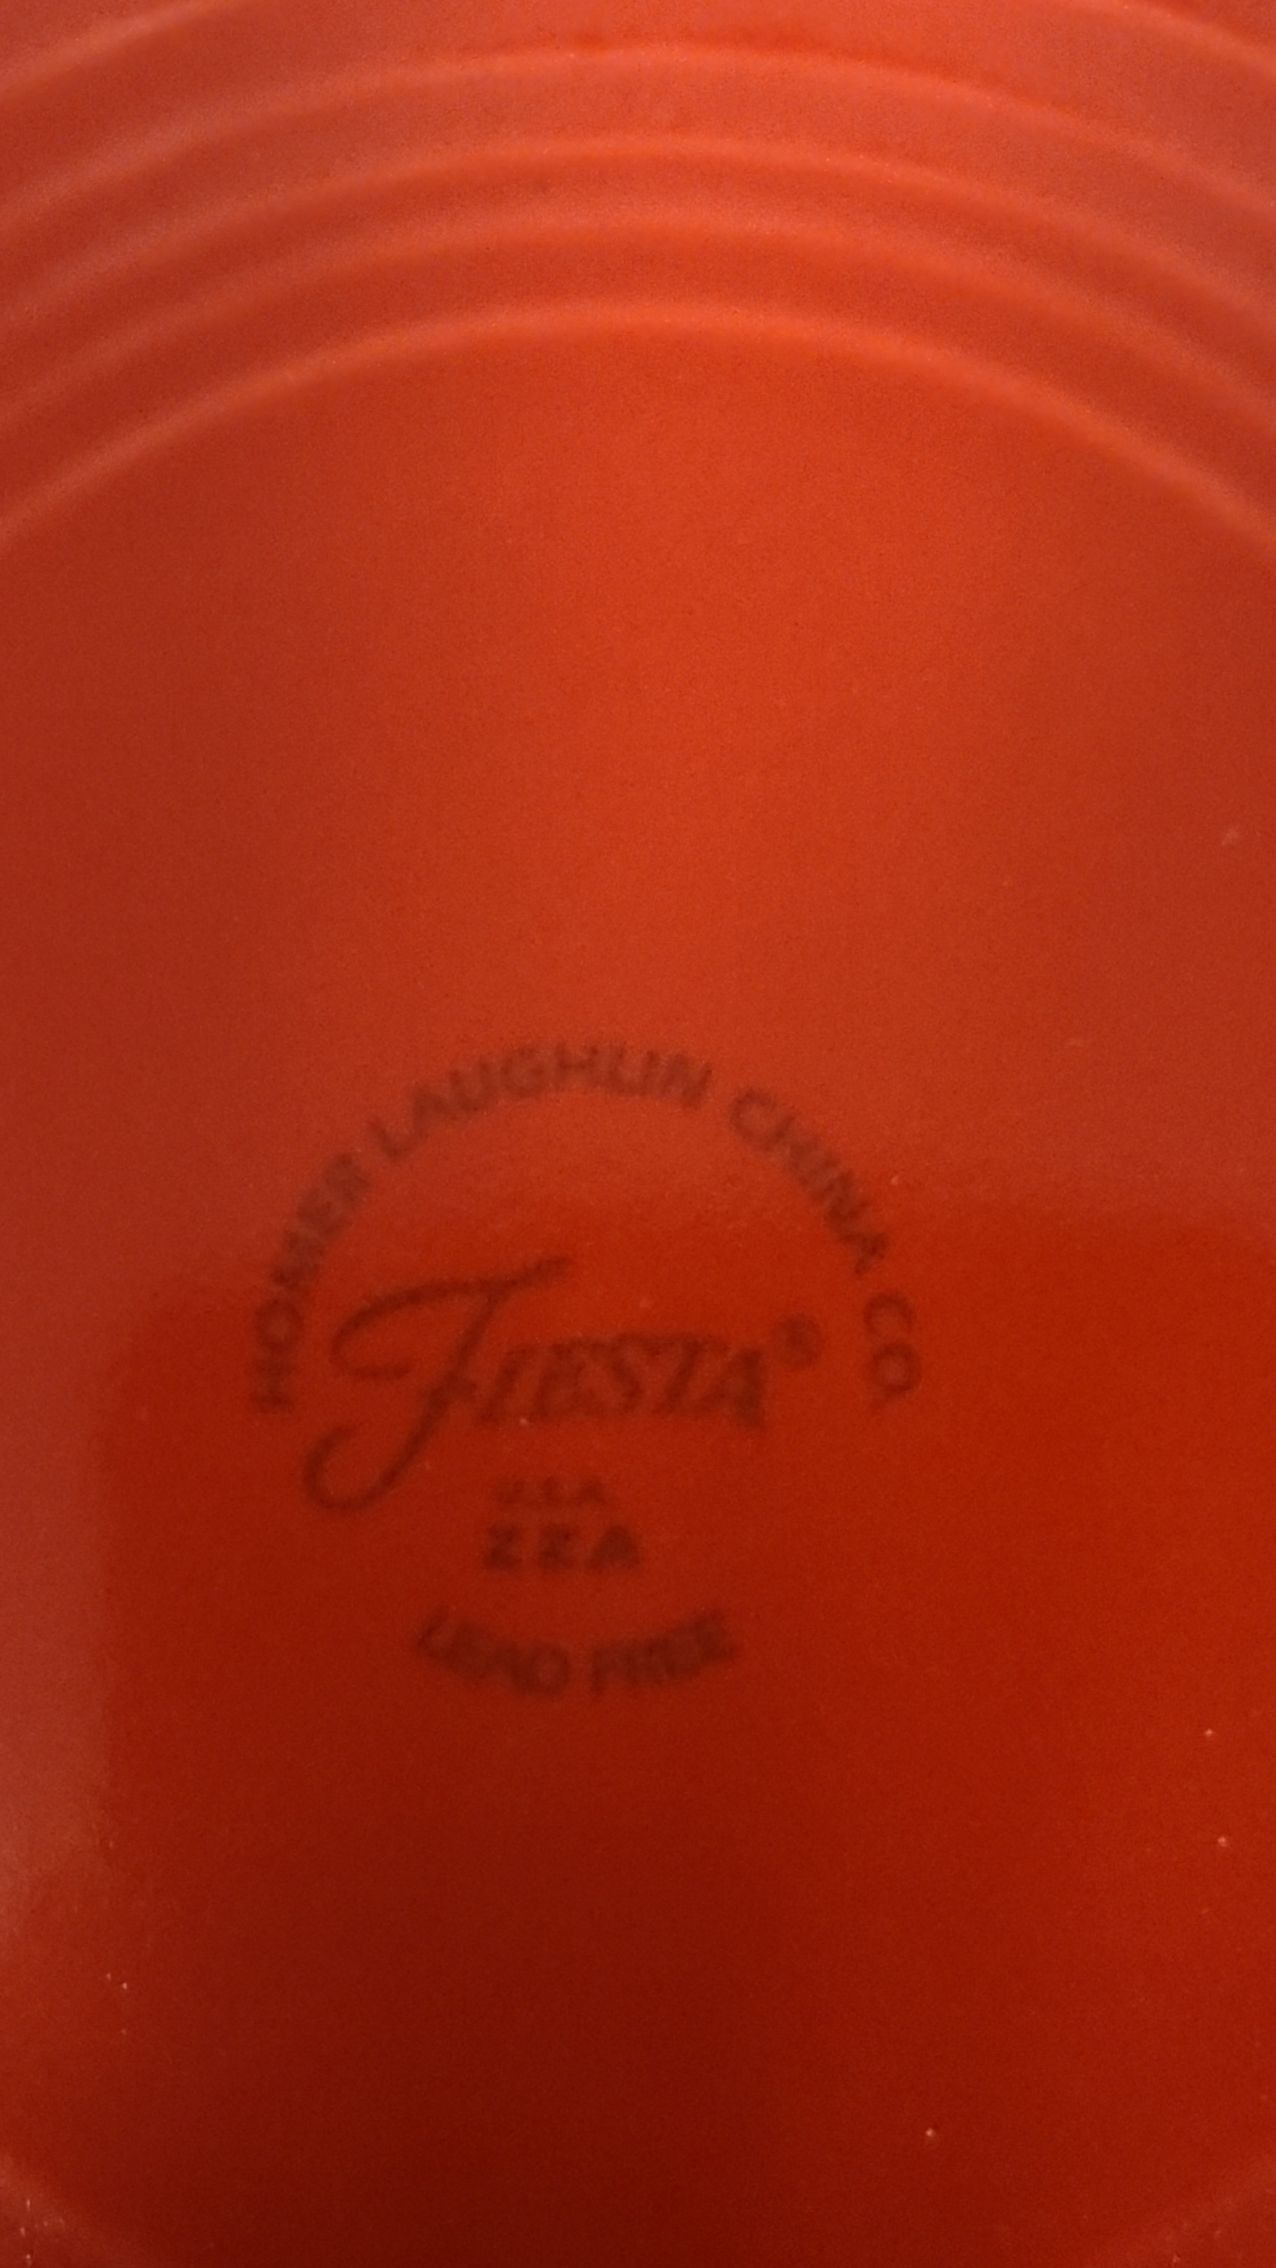 HOMER LAUGHLIN CHINA CO.
FIESTA®
U.S.A.
ZZA
LEAD FREE